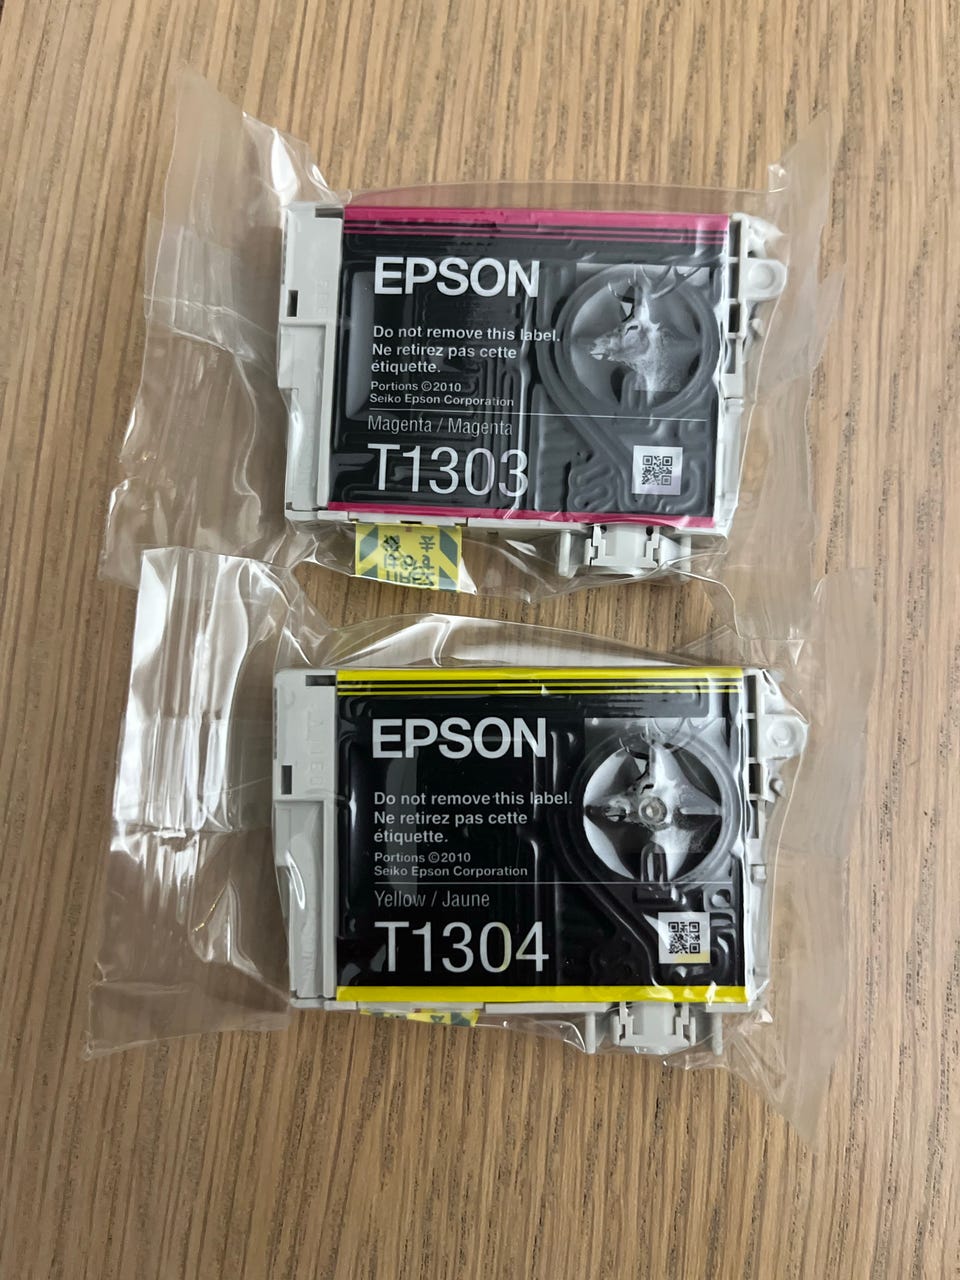 EPSON
Do not remove this label.
Ne retirez pas cette
étiquette.
Portions ©2010
Seiko Epson Corporation
Magenta / Magenta
T1303
EPSON
Do not remove this label.
Ne retirez pas cette
étiquette.
Portions ©2010
Seiko Epson Corporation
Yellow / Jaune
T1304